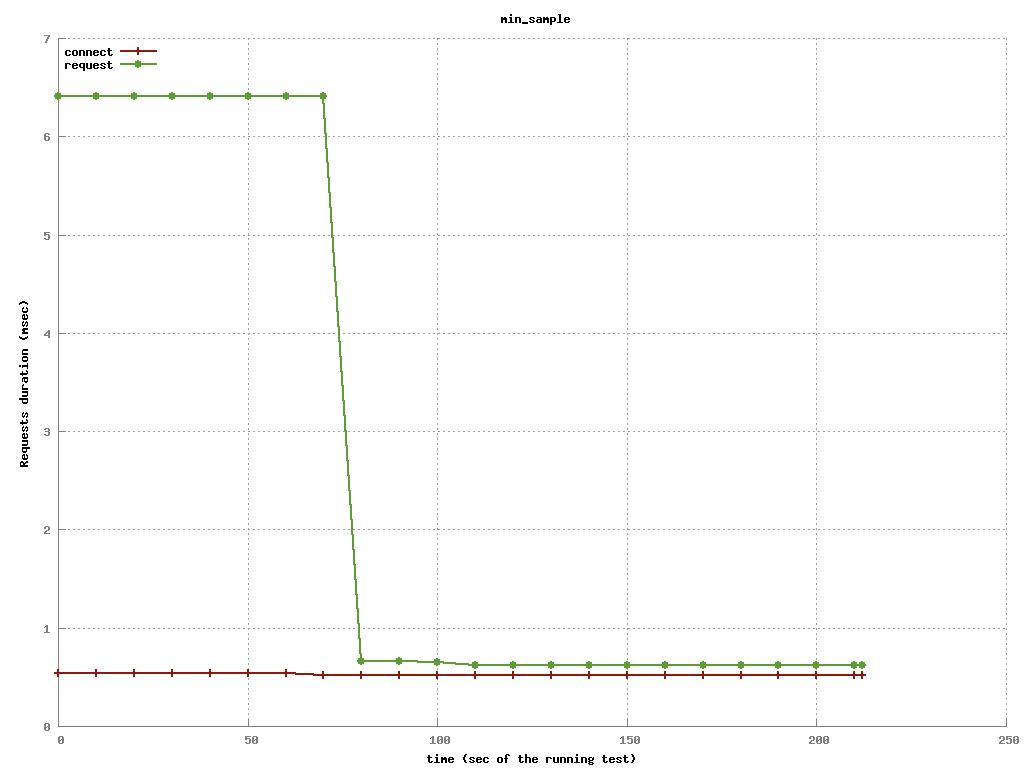 min_sample
connect
request
7
6
5
4
3
2
1
0
Requests duration (msec)
0 50 100 150 200 250
time (sec of the running test)